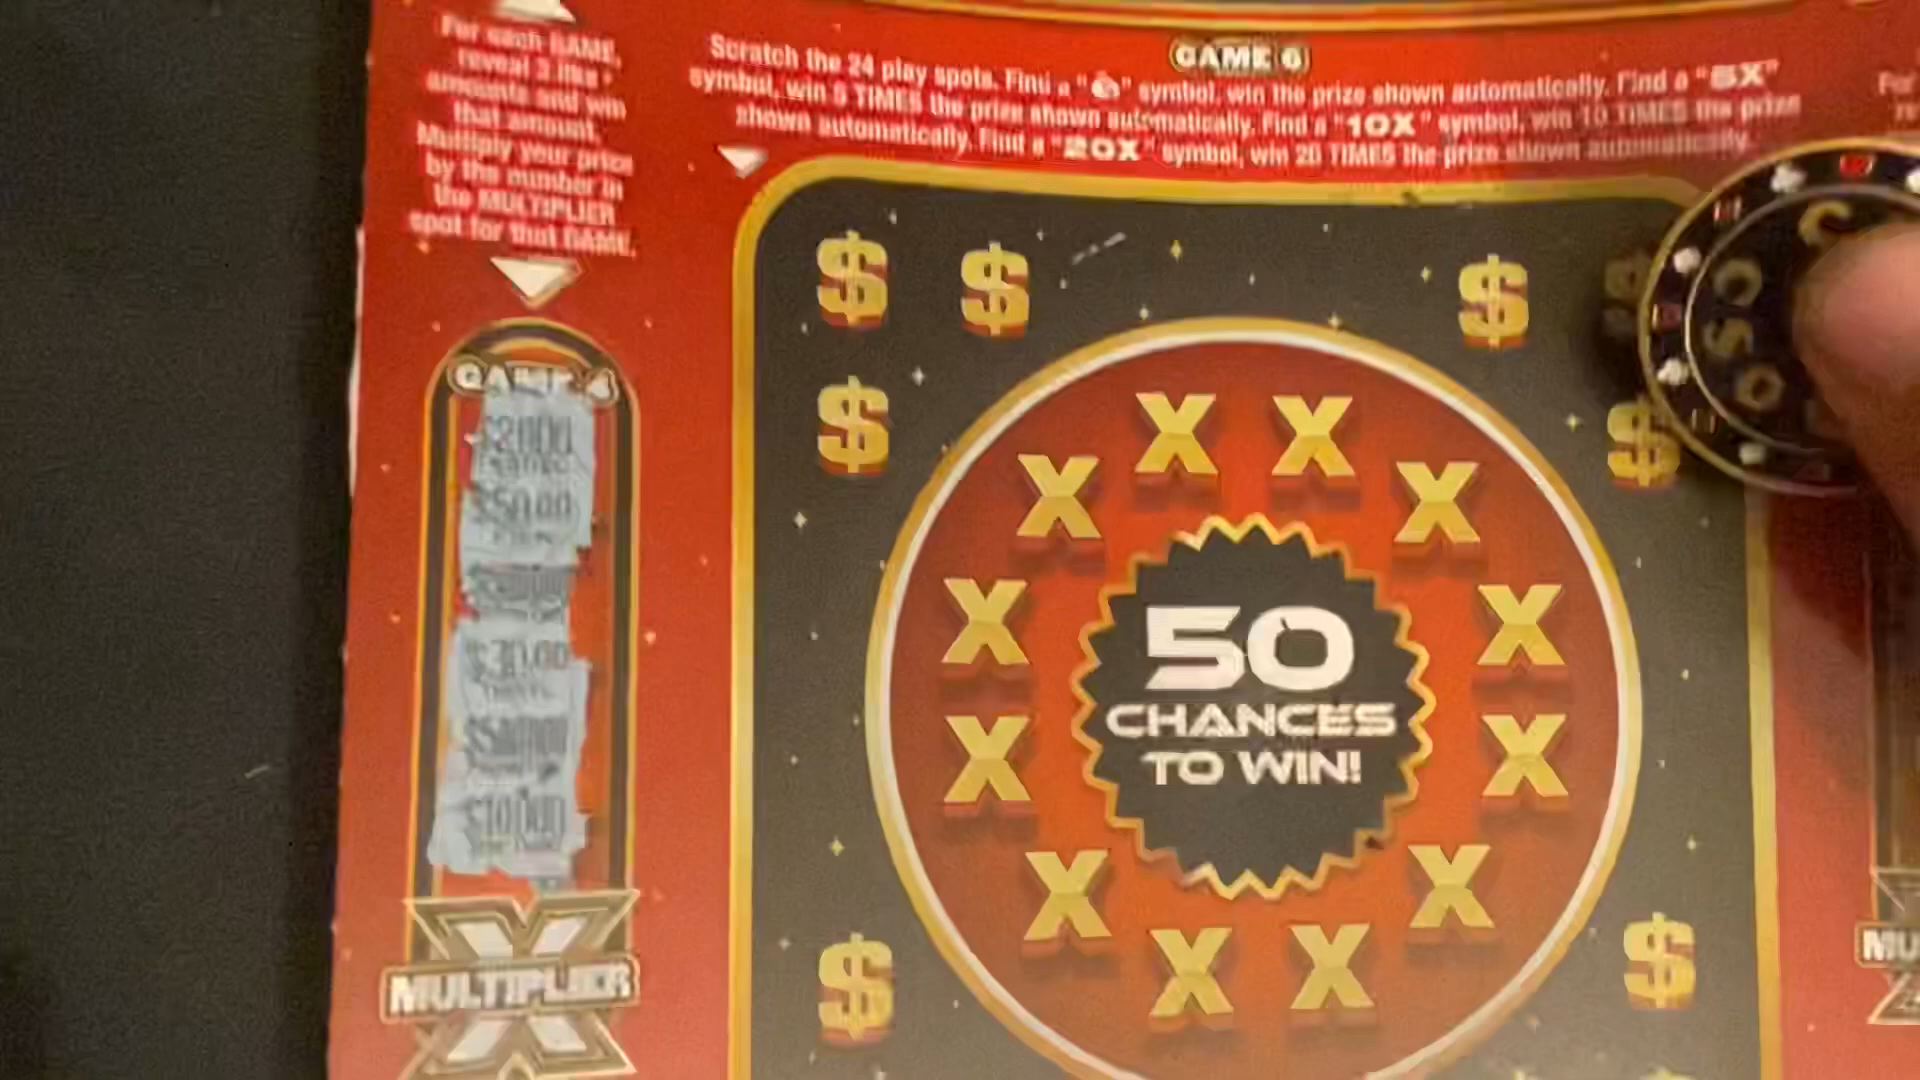 For each GAME,
reveal 3 like
amounts and win
that amount.
Multiply your prize
by the number in
the MULTIPLIER
spot for that GAME.
GAME 6
Scratch the 24 play spots. Find a " " symbol, win the prize shown automatically. Find a "5X"
symbol, win 5 TIMES the prize shown automatically. Find a "10X" symbol, win 10 TIMES the prize
shown automatically. Find a "20X" symbol, win 20 TIMES the prize shown automatically.
GAME 4
$50.00
$30.00
THIRTY
X
MULTIPLIER
$ $ $
$ $
X X
X X
X X
50
CHANCES
TO WIN!
X X
X X
X X
$ $
MU